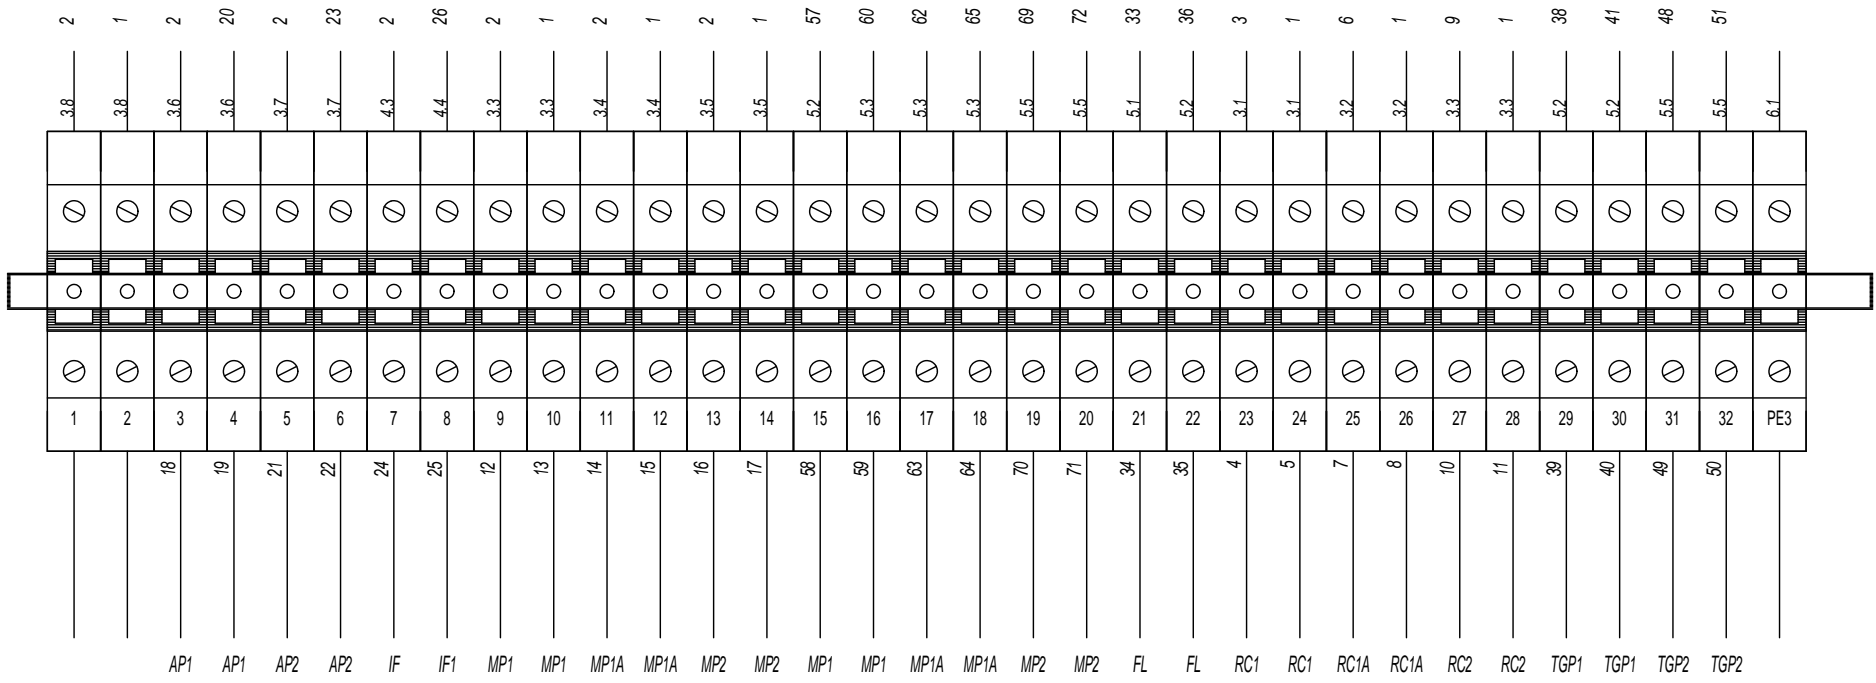 2 1 2 20 2 23 2 26 2 1 2 1 2 1 57 60 62 65 69 72 33 36 3 1 6 1 9 1 38 41 48 51
3.8 3.8 3.6 3.6 3.7 3.7 4.3 4.4 3.3 3.3 3.4 3.4 3.5 3.5 5.2 5.3 5.3 5.3 5.5 5.5 5.1 5.2 3.1 3.1 3.2 3.2 3.3 3.3 5.2 5.2 5.5 5.5 6.1
1 2 3 4 5 6 7 8 9 10 11 12 13 14 15 16 17 18 19 20 21 22 23 24 25 26 27 28 29 30 31 32 PE3
18 19 21 22 24 25 12 13 14 15 16 17 58 59 63 64 70 71 34 35 4 5 7 8 10 11 39 40 49 50
AP1 AP1 AP2 AP2 IF IF1 MP1 MP1 MP1A MP1A MP2 MP2 MP1 MP1 MP1A MP1A MP2 MP2 FL FL RC1 RC1 RC1A RC1A RC2 RC2 TGP1 TGP1 TGP2 TGP2